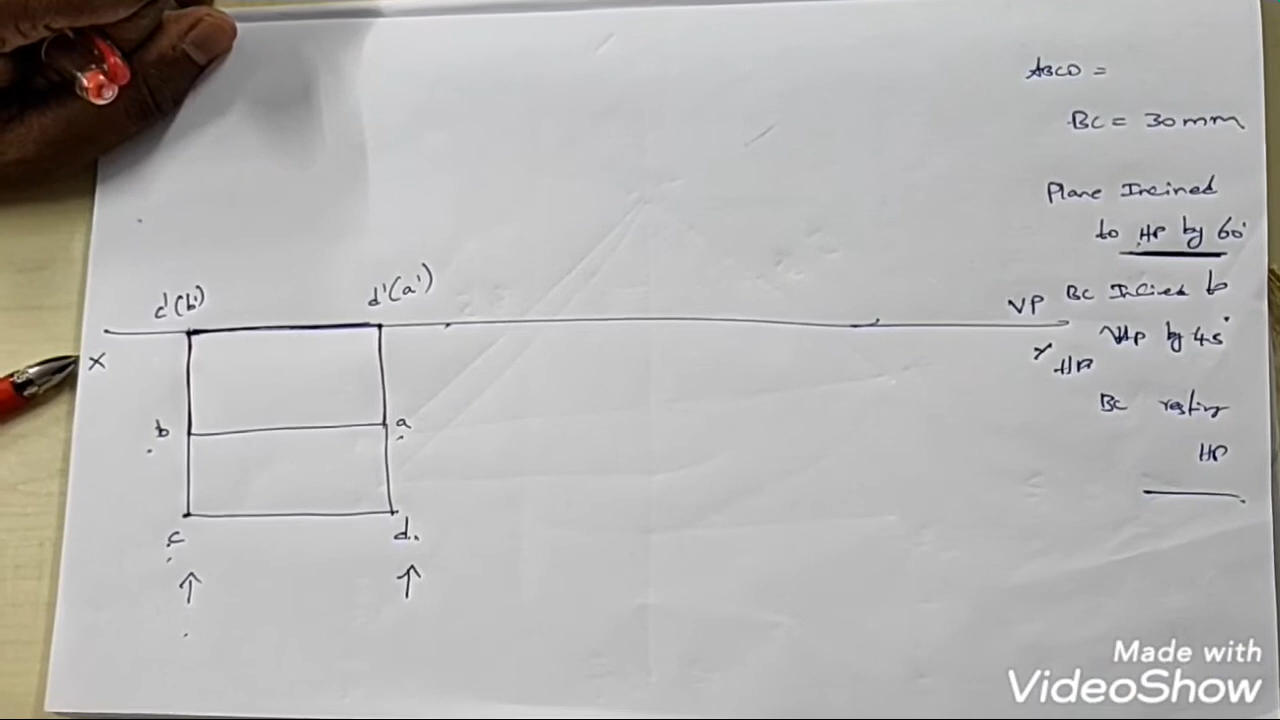 ABCD =
BC = 30mm
Plane Inclined
to HP by 60°
BC Inclied to
VP by 45°
BC resting
HP
c'(b')
d'(a')
VP
X
Y
HP
b
a
c
d
Made with
VideoShow